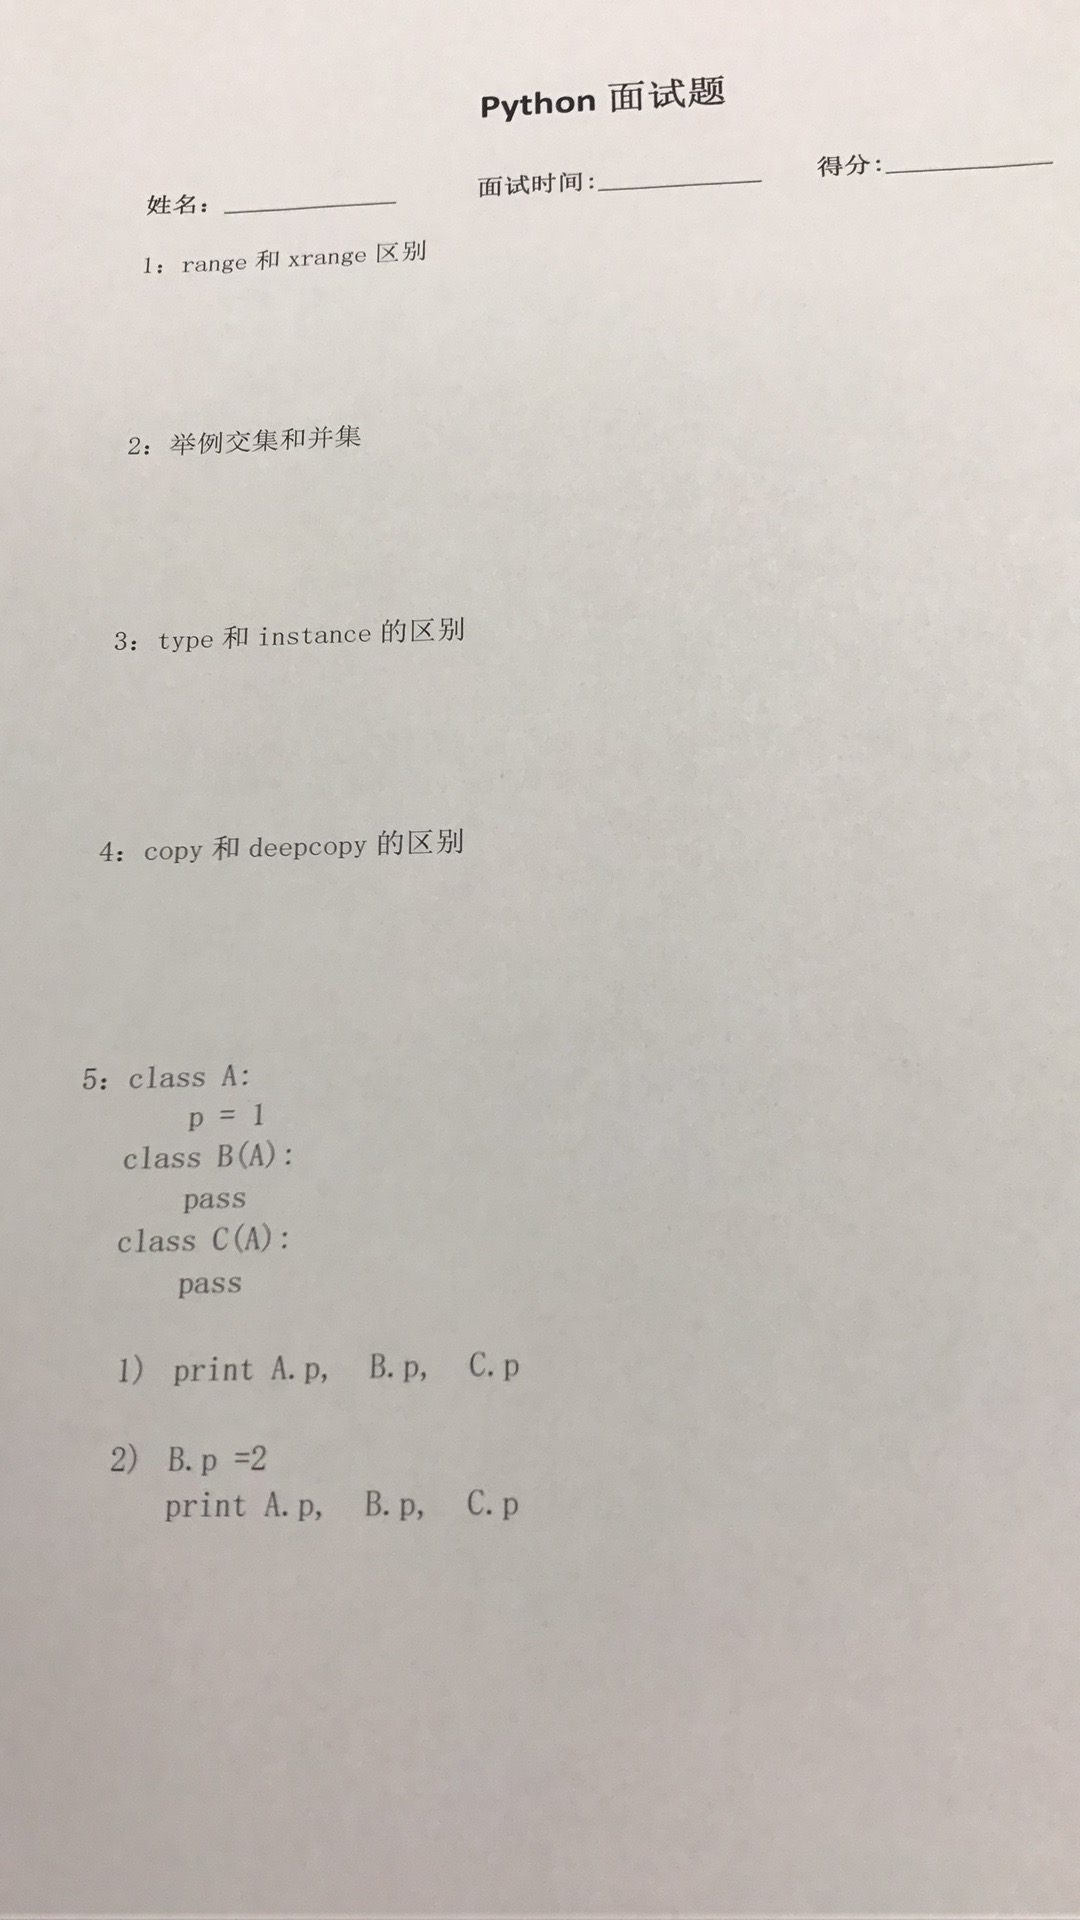 Python 面试题
姓名：________ 面试时间:________ 得分:________
1：range 和 xrange 区别
2：举例交集和并集
3：type 和 instance 的区别
4：copy 和 deepcopy 的区别
5：class A:
p = 1
class B(A):
pass
class C(A):
pass
1) print A.p, B.p, C.p
2) B.p =2
print A.p, B.p, C.p